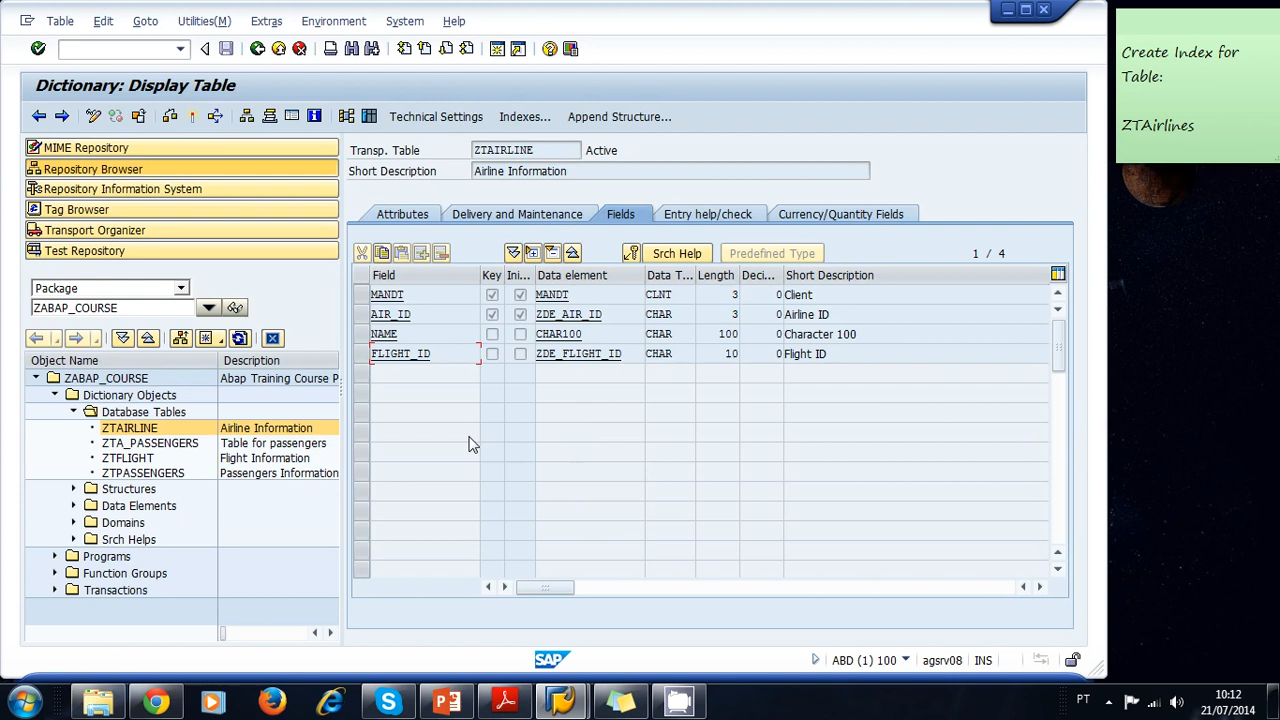 Table Edit Goto Utilities(M) Extras Environment System Help
Dictionary: Display Table
Technical Settings Indexes... Append Structure...
MIME Repository
Repository Browser
Repository Information System
Tag Browser
Transport Organizer
Test Repository
Package
ZABAP_COURSE
Object Name Description
ZABAP_COURSE Abap Training Course P
Dictionary Objects
Database Tables
ZTAIRLINE Airline Information
ZTA_PASSENGERS Table for passengers
ZTFLIGHT Flight Information
ZTPASSENGERS Passengers Information
Structures
Data Elements
Domains
Srch Helps
Programs
Function Groups
Transactions
Transp. Table ZTAIRLINE Active
Short Description Airline Information
Attributes Delivery and Maintenance Fields Entry help/check Currency/Quantity Fields
Srch Help Predefined Type 1 / 4
Field Key Ini... Data element Data T... Length Deci... Short Description
MANDT MANDT CLNT 3 0 Client
AIR_ID ZDE_AIR_ID CHAR 3 0 Airline ID
NAME CHAR100 CHAR 100 0 Character 100
FLIGHT_ID ZDE_FLIGHT_ID CHAR 10 0 Flight ID
SAP ABD (1) 100 agsrv08 INS
Create Index for
Table:
ZTAirlines
PT 10:12
21/07/2014